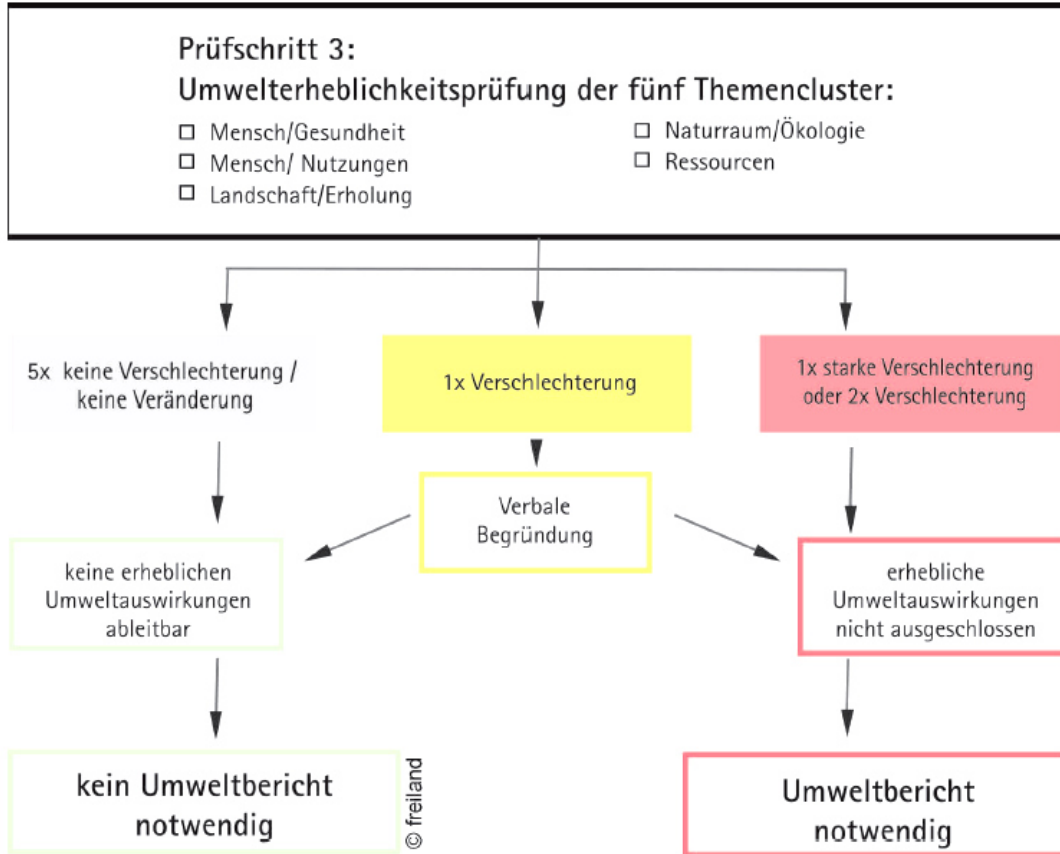 Prüfschritt 3:
Umwelterheblichkeitsprüfung der fünf Themencluster:
Mensch/Gesundheit
Mensch/ Nutzungen
Landschaft/Erholung
Naturraum/Ökologie
Ressourcen
5x keine Verschlechterung /
keine Veränderung
1x Verschlechterung
1x starke Verschlechterung
oder 2x Verschlechterung
Verbale
Begründung
keine erheblichen
Umweltauswirkungen
ableitbar
erhebliche
Umweltauswirkungen
nicht ausgeschlossen
kein Umweltbericht
notwendig
© freiland
Umweltbericht
notwendig